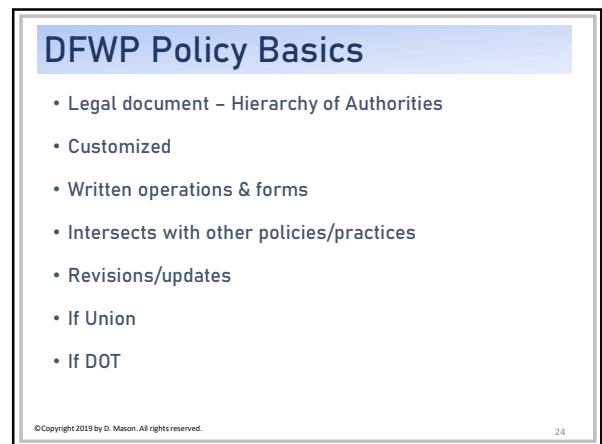 DFWP Policy Basics
• Legal document – Hierarchy of Authorities
• Customized
• Written operations & forms
• Intersects with other policies/practices
• Revisions/updates
• If Union
• If DOT
©Copyright 2019 by D. Mason. All rights reserved.
24